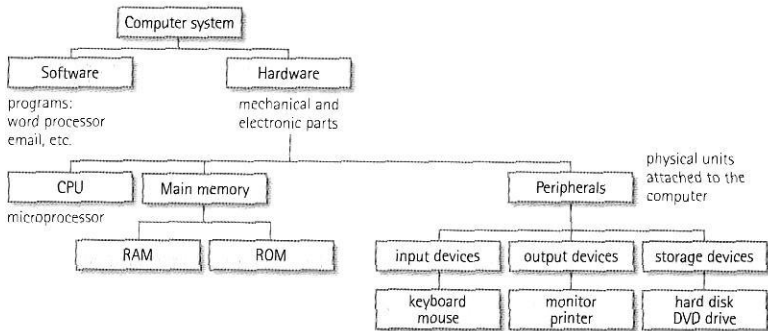 Computer system
Software
Hardware
programs:
word processor
email, etc.
mechanical and
electronic parts
CPU
Main memory
Peripherals
physical units
attached to the
computer
microprocessor
RAM
ROM
input devices
output devices
storage devices
keyboard
mouse
monitor
printer
hard disk
DVD drive